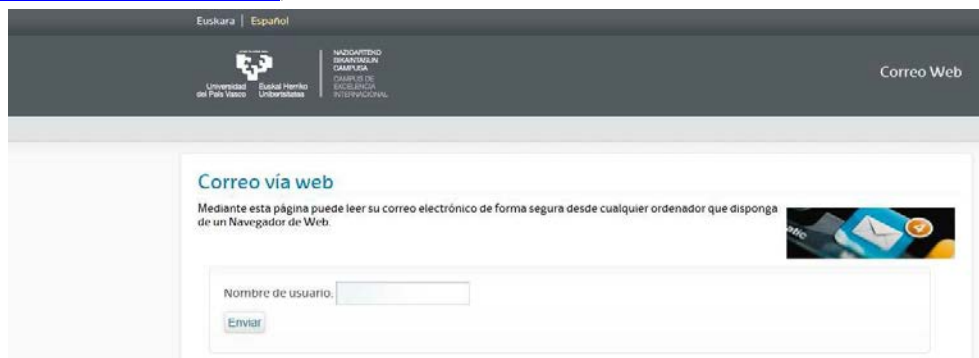 Euskara | Español
NAZIOARTEKO
BIKAINTASUN
CAMPUSA
CAMPUS DE
EXCELENCIA
INTERNACIONAL
Universidad Euskal Herriko
del País Vasco Unibertsitatea
Correo Web
Correo vía web
Mediante esta página puede leer su correo electrónico de forma segura desde cualquier ordenador que disponga
de un Navegador de Web.
Nombre de usuario:
Enviar